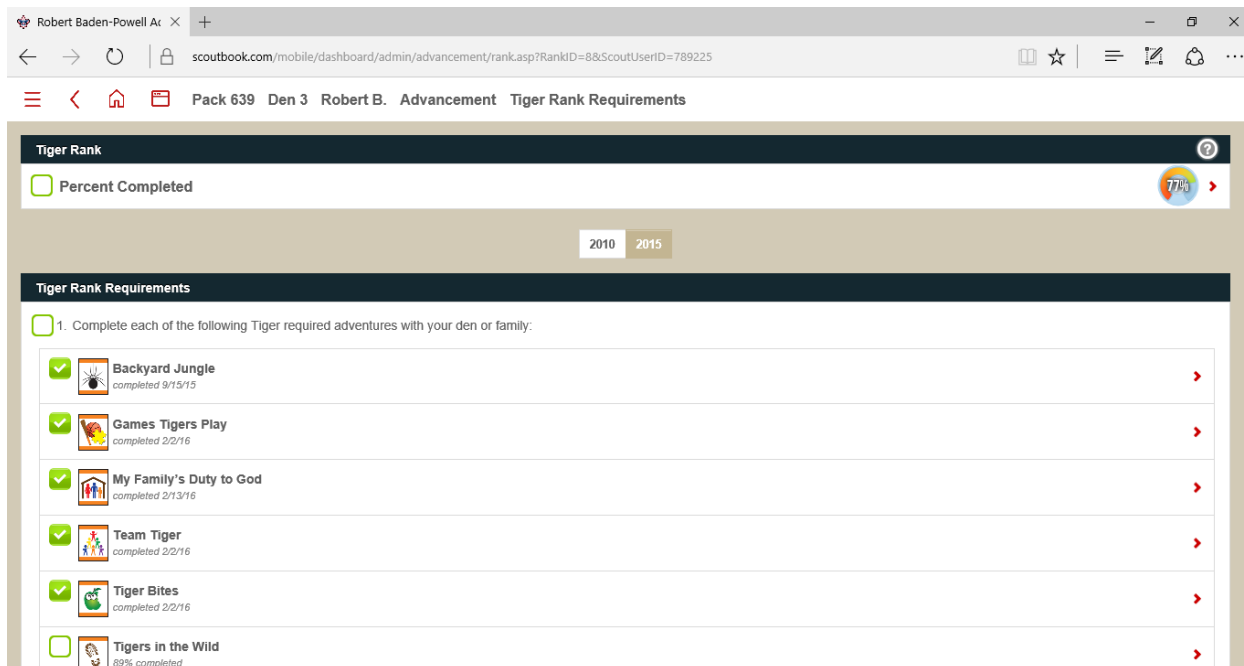 Robert Baden-Powell Ac
scoutbook.com/mobile/dashboard/admin/advancement/rank.asp?RankID=8&ScoutUserID=789225
Pack 639 Den 3 Robert B. Advancement Tiger Rank Requirements
Tiger Rank
Percent Completed 77%
2010 2015
Tiger Rank Requirements
1. Complete each of the following Tiger required adventures with your den or family:
Backyard Jungle
completed 9/15/15
Games Tigers Play
completed 2/2/16
My Family's Duty to God
completed 2/13/16
Team Tiger
completed 2/2/16
Tiger Bites
completed 2/2/16
Tigers in the Wild
89% completed